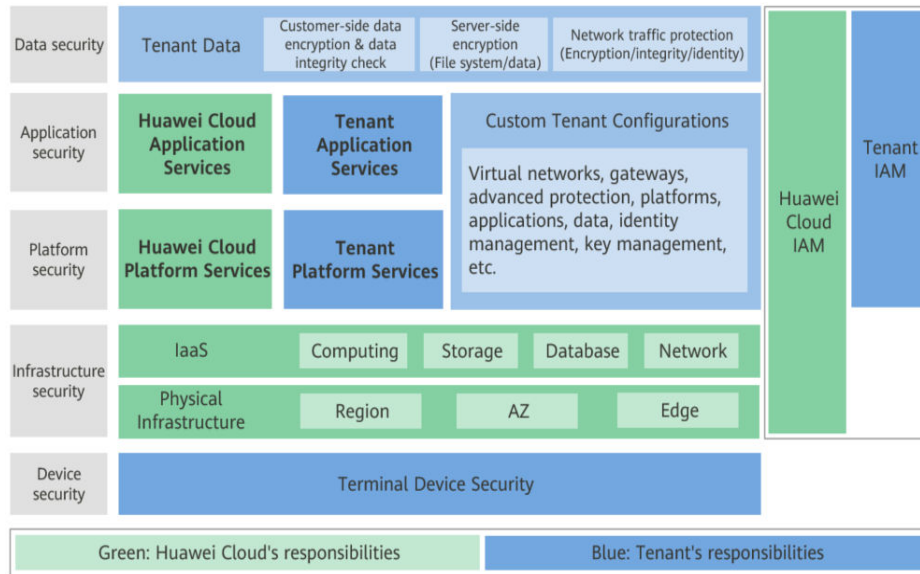 Data security
Tenant Data
Customer-side data
encryption & data
integrity check
Server-side
encryption
(File system/data)
Network traffic protection
(Encryption/integrity/identity)
Application
security
Huawei Cloud
Application
Services
Tenant
Application
Services
Custom Tenant Configurations
Virtual networks, gateways,
advanced protection, platforms,
applications, data, identity
management, key management,
etc.
Platform
security
Huawei Cloud
Platform Services
Tenant
Platform Services
Huawei
Cloud
IAM
Tenant
IAM
Infrastructure
security
IaaS
Computing
Storage
Database
Network
Physical
Infrastructure
Region
AZ
Edge
Device
security
Terminal Device Security
Green: Huawei Cloud's responsibilities
Blue: Tenant's responsibilities